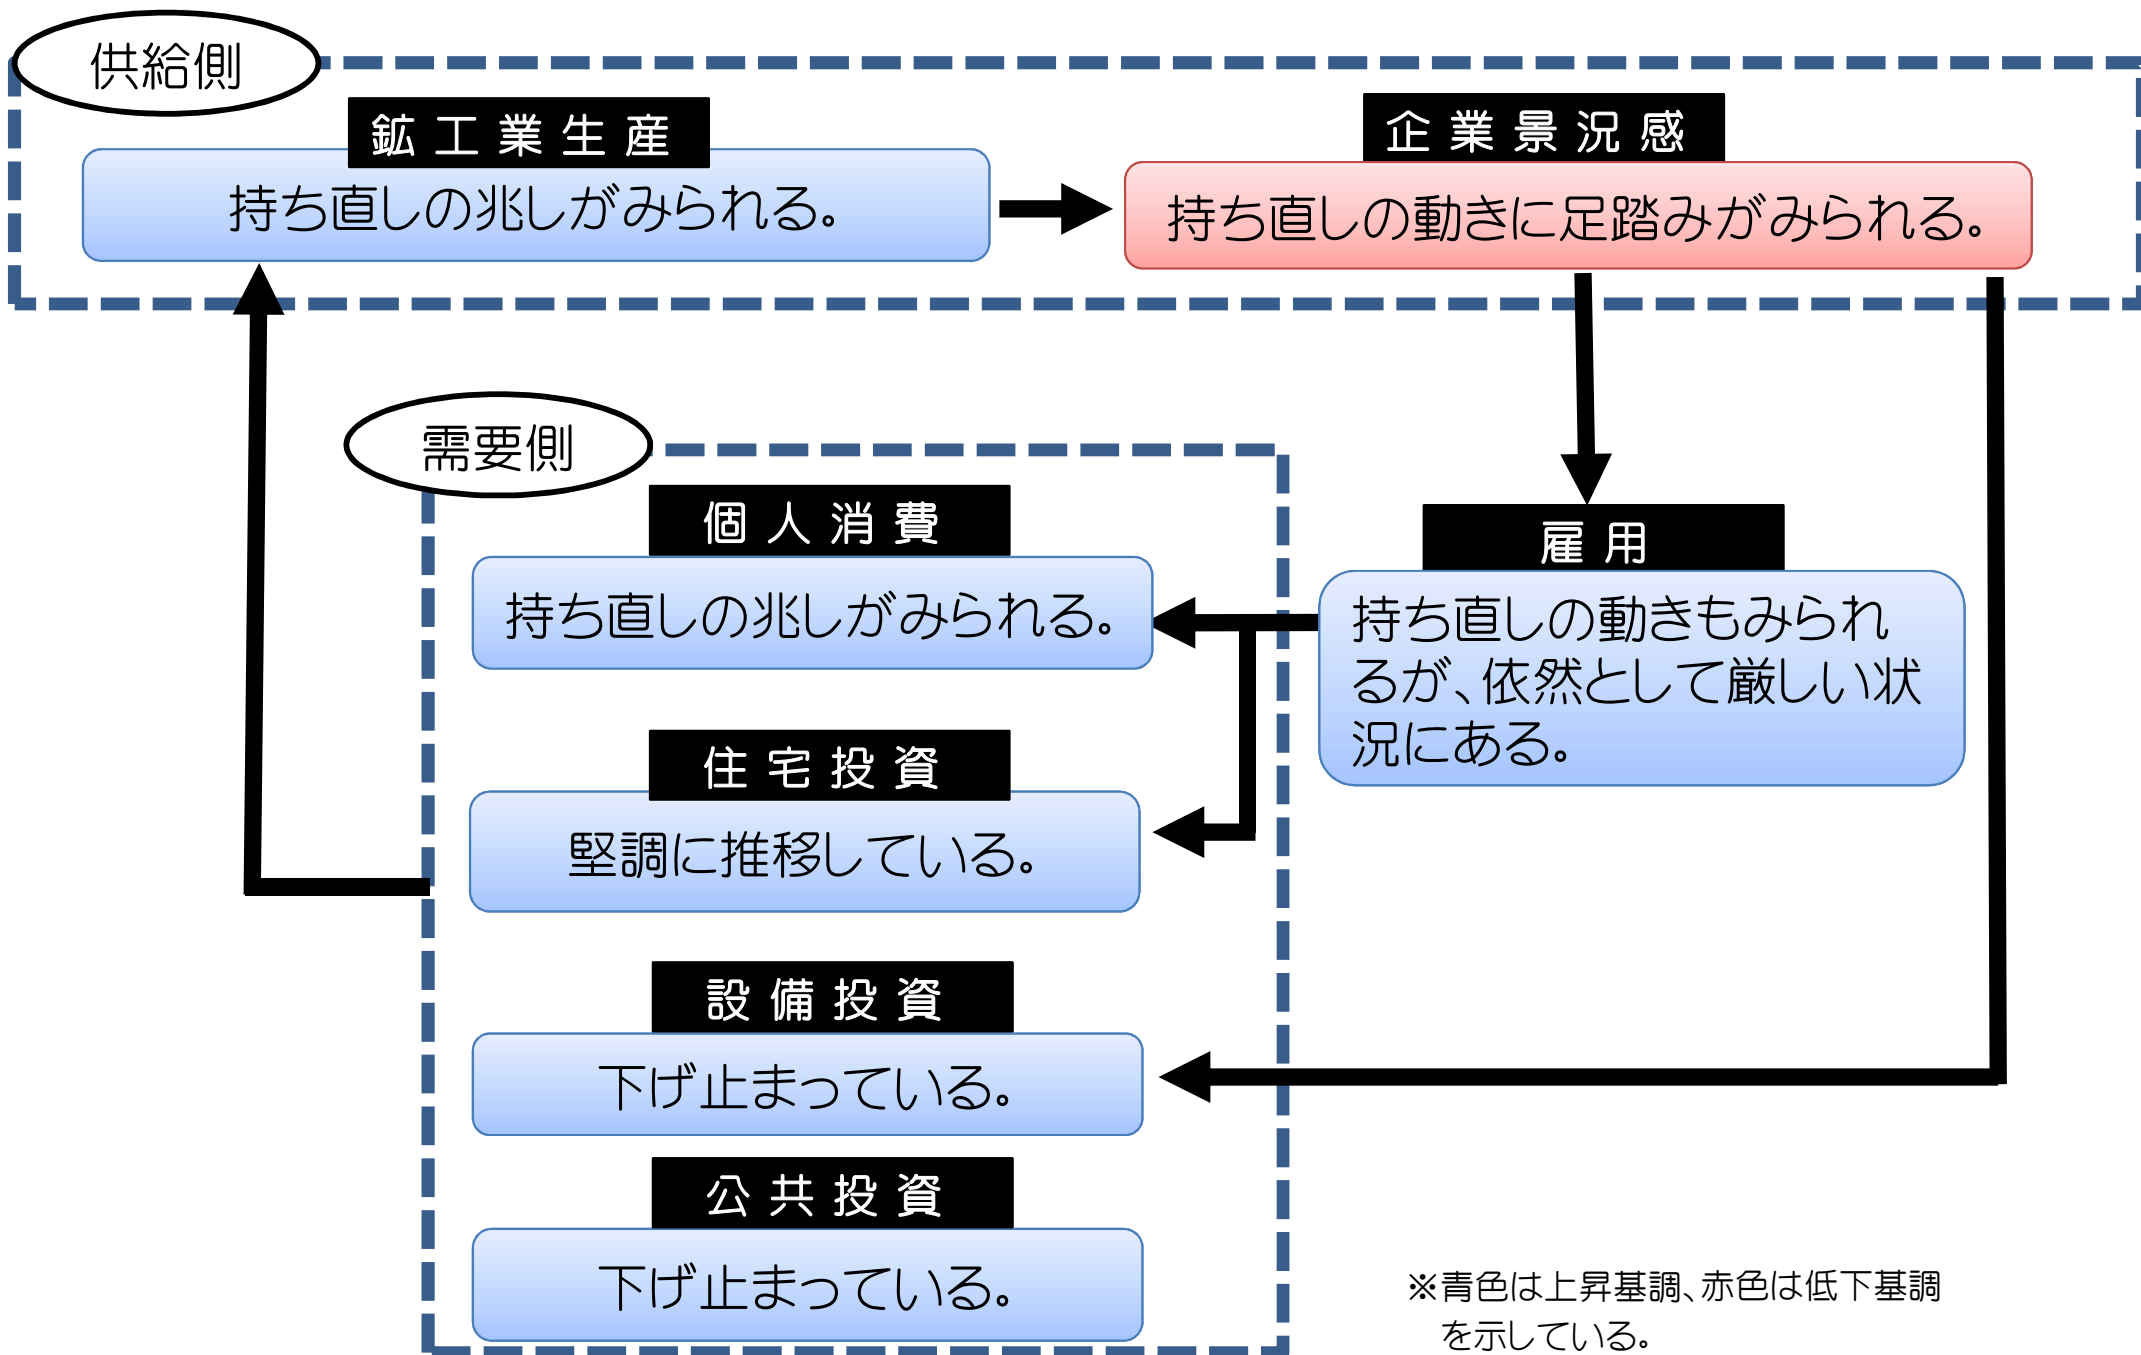 供給側
鉱工業生産
持ち直しの兆しがみられる。
企業景況感
持ち直しの動きに足踏みがみられる。
需要側
個人消費
持ち直しの兆しがみられる。
雇用
持ち直しの動きもみられ
るが、依然として厳しい状
況にある。
住宅投資
堅調に推移している。
設備投資
下げ止まっている。
公共投資
下げ止まっている。
※青色は上昇基調、赤色は低下基調
を示している。